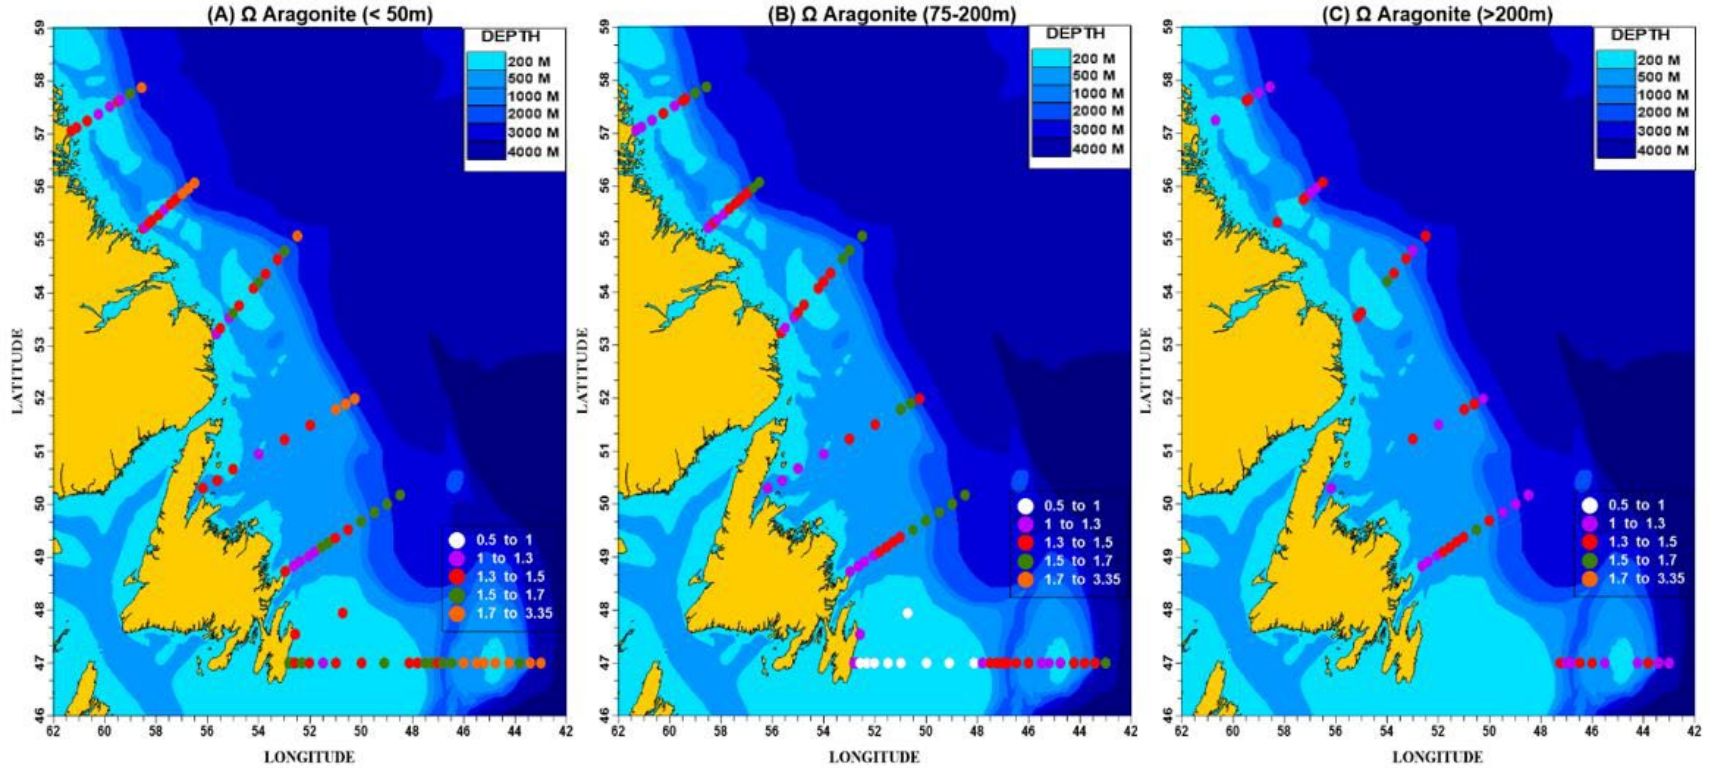 (A) Ω Aragonite (< 50m)
DEPTH
200 M
500 M
1000 M
2000 M
3000 M
4000 M
0.5 to 1
1 to 1.3
1.3 to 1.5
1.5 to 1.7
1.7 to 3.35
LATITUDE
59
58
57
56
55
54
53
52
51
50
49
48
47
46
62 60 58 56 54 52 50 48 46 44 42
LONGITUDE
(B) Ω Aragonite (75-200m)
DEPTH
200 M
500 M
1000 M
2000 M
3000 M
4000 M
0.5 to 1
1 to 1.3
1.3 to 1.5
1.5 to 1.7
1.7 to 3.35
LATITUDE
59
58
57
56
55
54
53
52
51
50
49
48
47
46
62 60 58 56 54 52 50 48 46 44 42
LONGITUDE
(C) Ω Aragonite (>200m)
DEPTH
200 M
500 M
1000 M
2000 M
3000 M
4000 M
0.5 to 1
1 to 1.3
1.3 to 1.5
1.5 to 1.7
1.7 to 3.35
LATITUDE
59
58
57
56
55
54
53
52
51
50
49
48
47
46
62 60 58 56 54 52 50 48 46 44 42
LONGITUDE